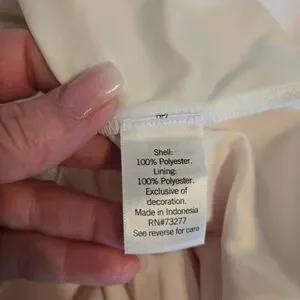 Shell:
100% Polyester.
Lining:
100% Polyester.
Exclusive of
decoration.
Made in Indonesia
RN#73277
See reverse for care